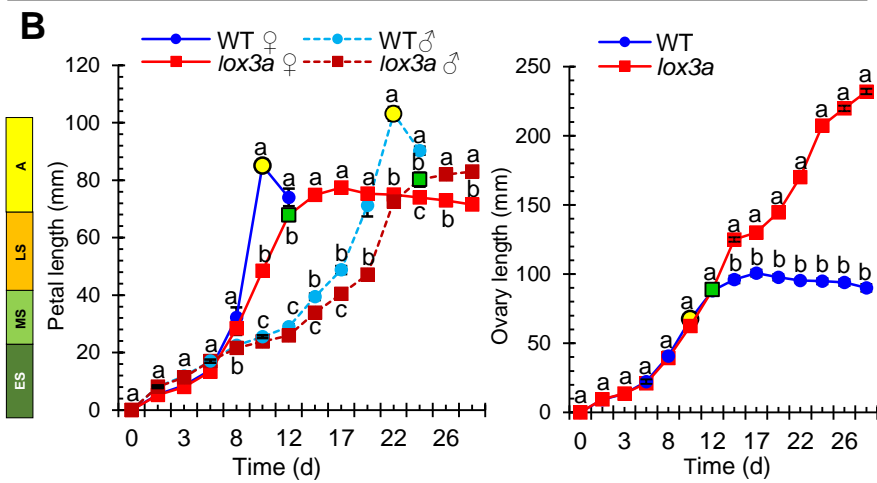 B
WT ♀
WT♂
lox3a ♀
lox3a ♂
A
LS
MS
ES
Petal length (mm)
120
100
80
60
40
20
0
a
a
a
a
a
a
a
a
a
a
a
a
a
a
b
b
b
b
b
b
b
b
b
b
b
c
c
c
c
c
0
3
8
12
17
22
26
Time (d)
WT
lox3a
Ovary length (mm)
250
200
150
100
50
0
a
a
a
a
a
a
a
a
a
a
a
a
a
b
b
b
b
b
b
b
0
3
8
12
17
22
26
Time (d)